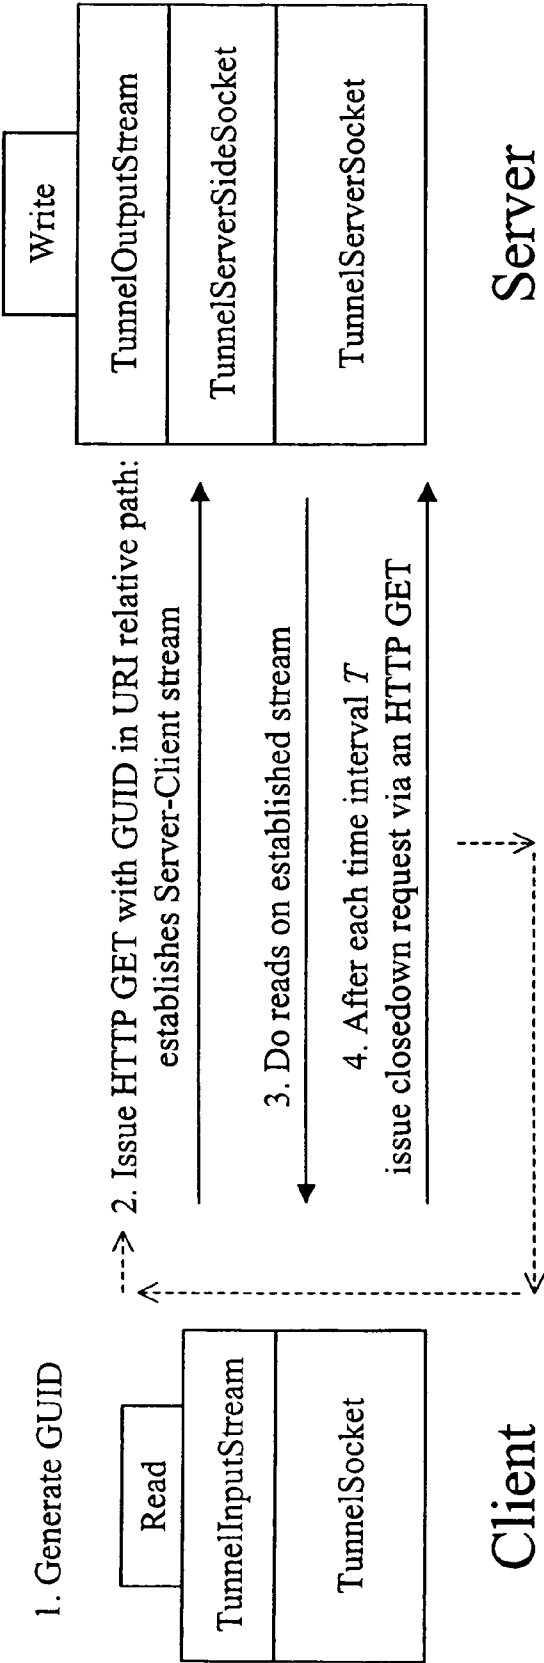 1. Generate GUID
Read
TunnelInputStream
TunnelSocket
Client
2. Issue HTTP GET with GUID in URI relative path:
establishes Server-Client stream
3. Do reads on established stream
4. After each time interval T
issue closedown request via an HTTP GET
Write
TunnelOutputStream
TunnelServerSideSocket
TunnelServerSocket
Server